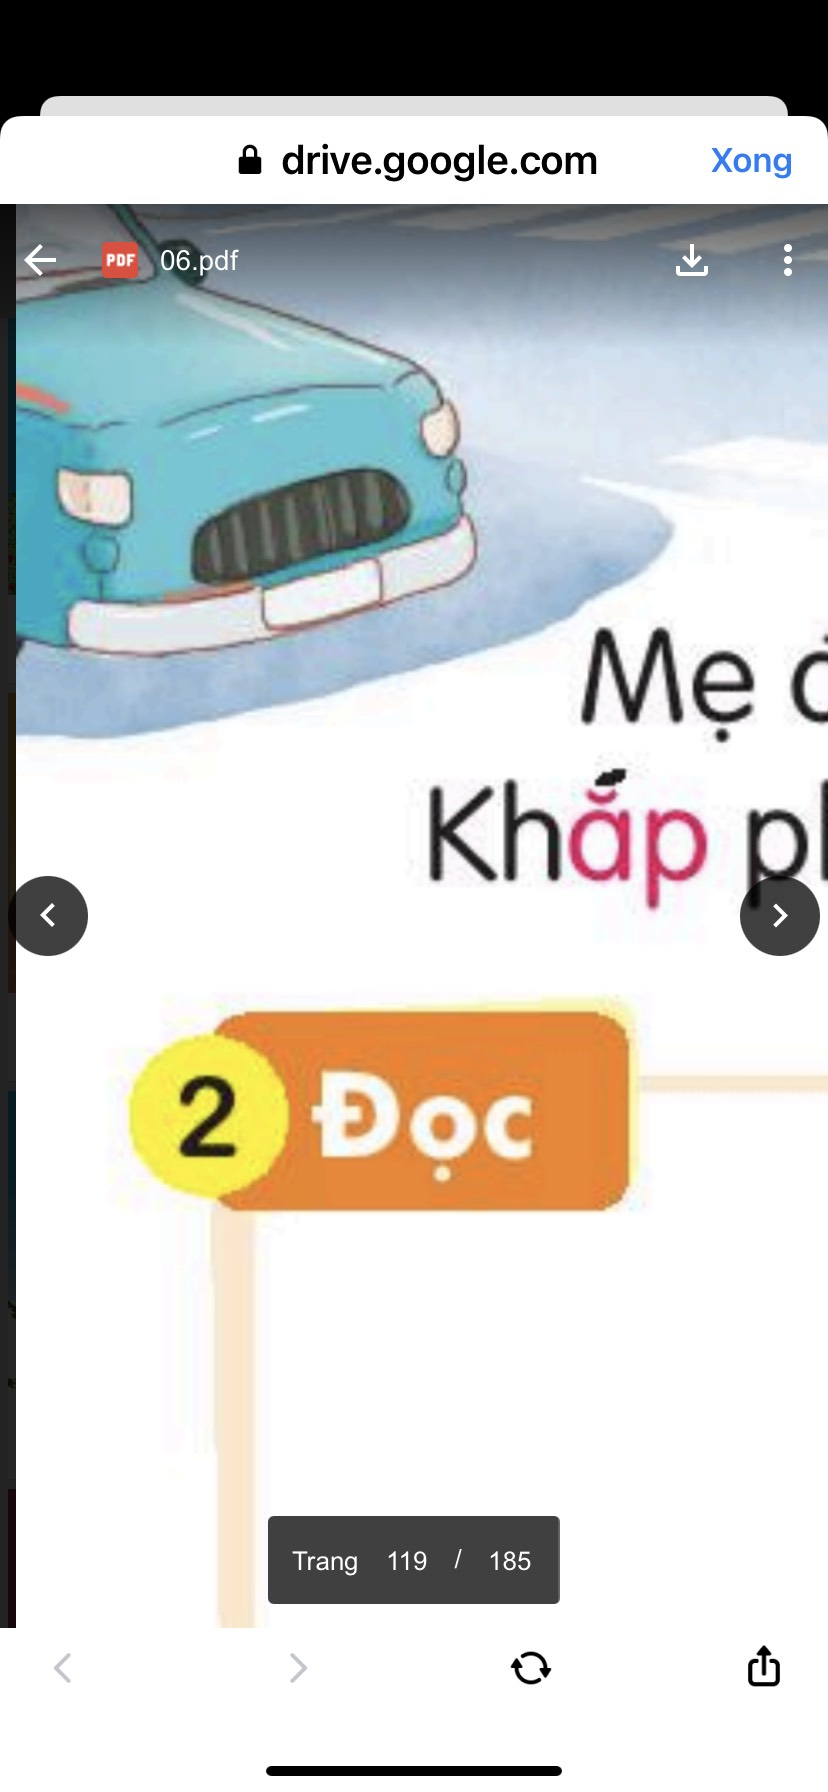 drive.google.com Xong
PDF 06.pdf
Mẹ
Khắp
2 Đọc
Trang 119 / 185